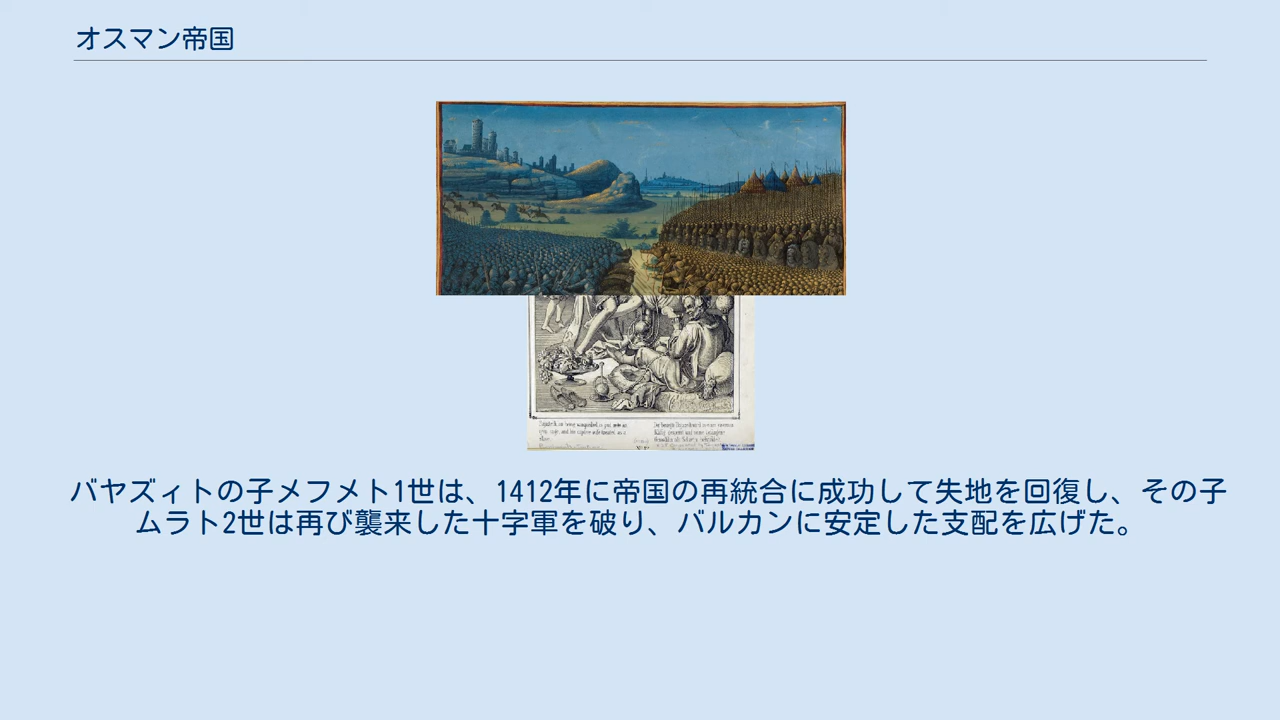 オスマン帝国
バヤズィトの子メフメト1世は、1412年に帝国の再統合に成功して失地を回復し、その子
ムラト2世は再び襲来した十字軍を破り、バルカンに安定した支配を広げた。